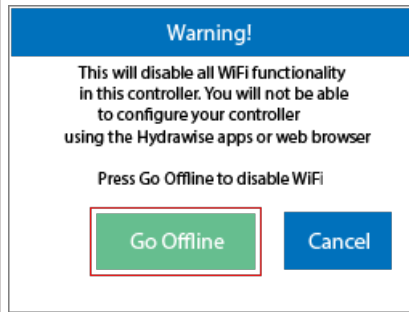 Warning!
This will disable all WiFi functionality
in this controller. You will not be able
to configure your controller
using the Hydrawise apps or web browser
Press Go Offline to disable WiFi
Go Offline
Cancel